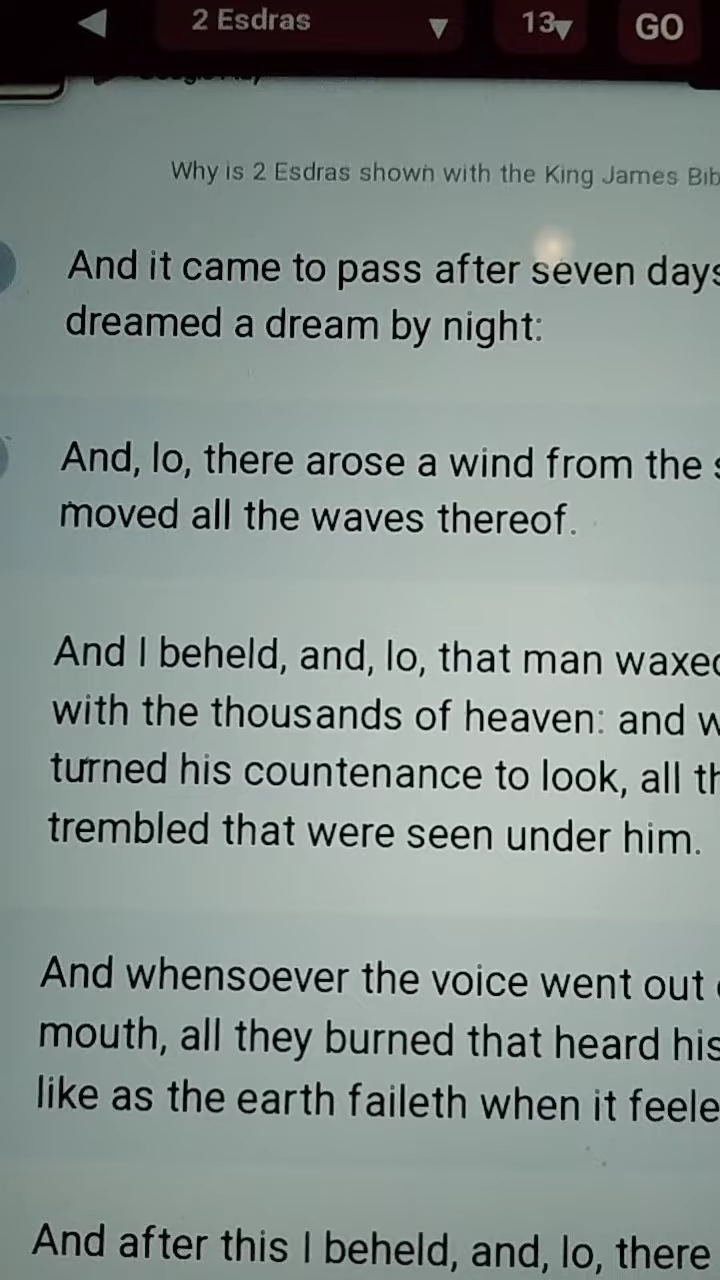 2 Esdras
13
GO
Why is 2 Esdras shown with the King James Bib
And it came to pass after seven days
dreamed a dream by night:
And, lo, there arose a wind from the s
moved all the waves thereof.
And I beheld, and, lo, that man waxed
with the thousands of heaven: and w
turned his countenance to look, all th
trembled that were seen under him.
And whensoever the voice went out
mouth, all they burned that heard his
like as the earth faileth when it feele
And after this I beheld, and, lo, there